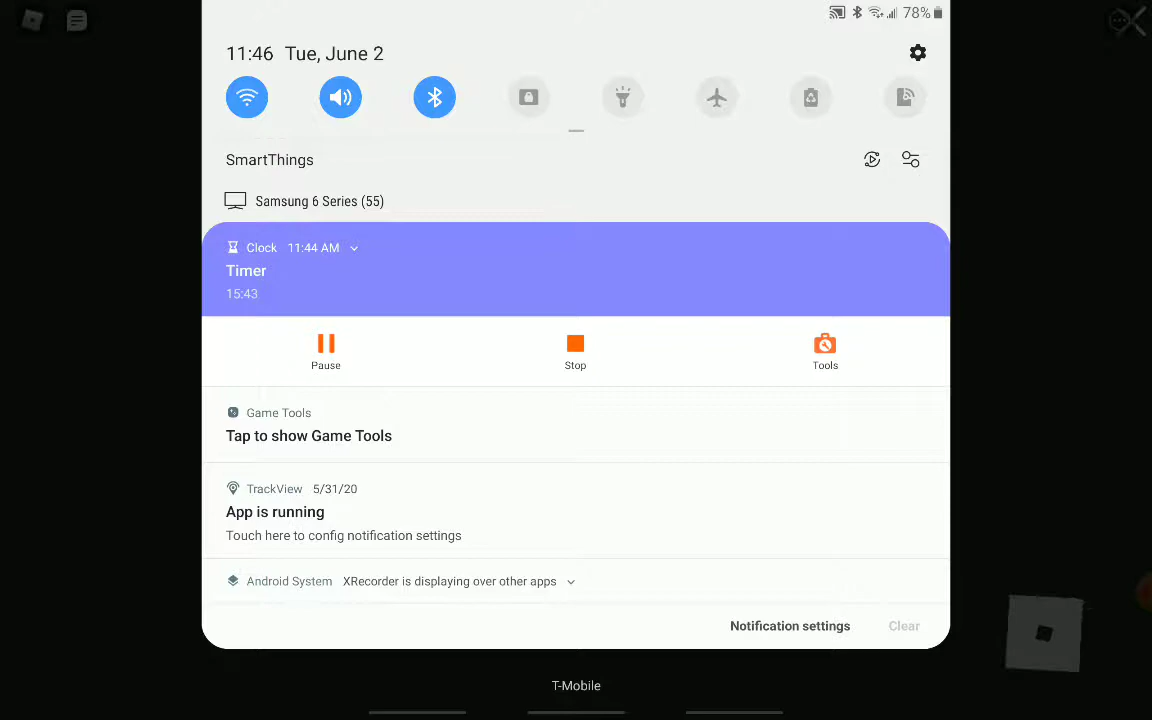 78%
11:46 Tue, June 2
SmartThings
Samsung 6 Series (55)
Clock 11:44 AM
Timer
15:43
Pause Stop Tools
Game Tools
Tap to show Game Tools
TrackView 5/31/20
App is running
Touch here to config notification settings
Android System XRecorder is displaying over other apps
Notification settings Clear
T-Mobile